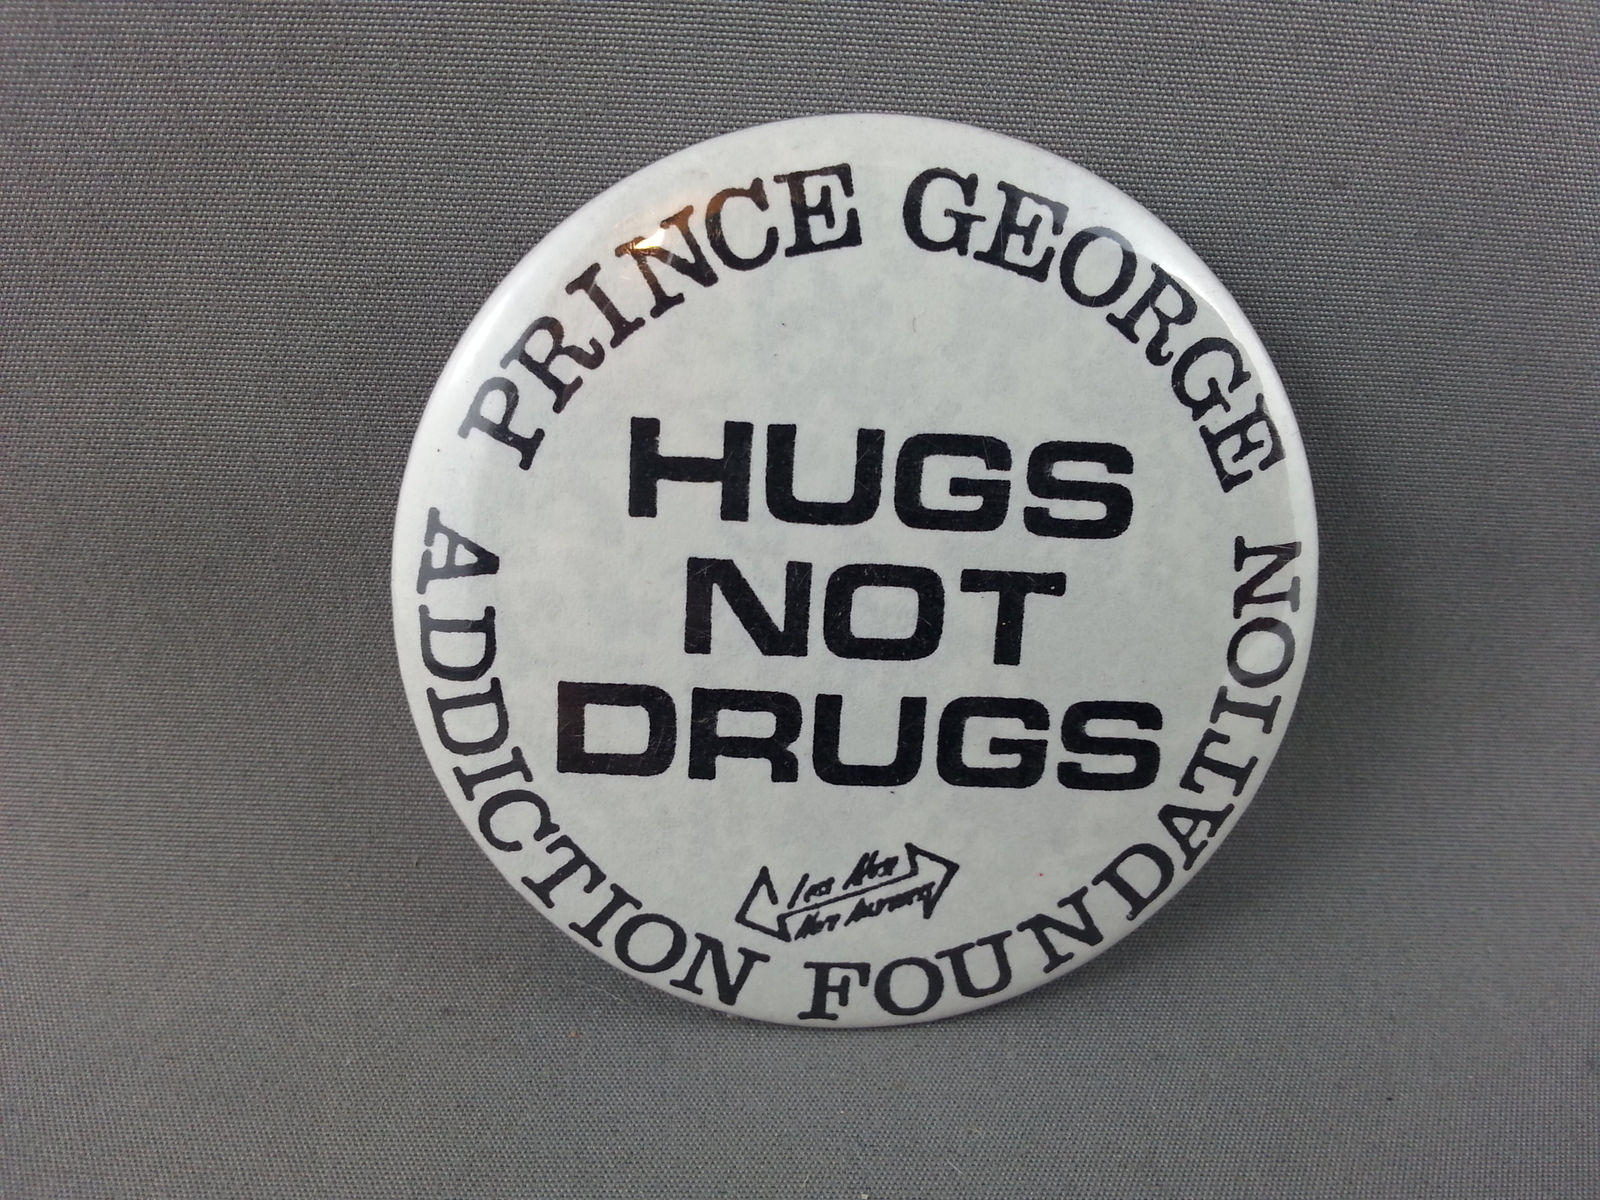 PRINCE GEORGE
HUGS
NOT
DRUGS
ADDICTION FOUNDATION